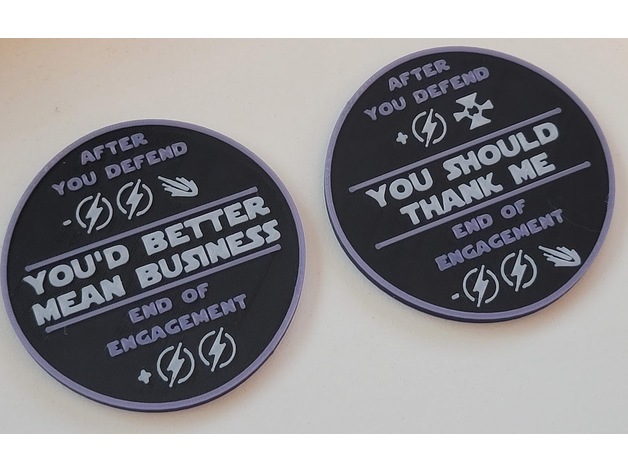 AFTER
YOU DEFEND
-
YOU'D BETTER
MEAN BUSINESS
END OF
ENGAGEMENT
+
AFTER
YOU DEFEND
+
YOU SHOULD
THANK ME
END OF
ENGAGEMENT
-